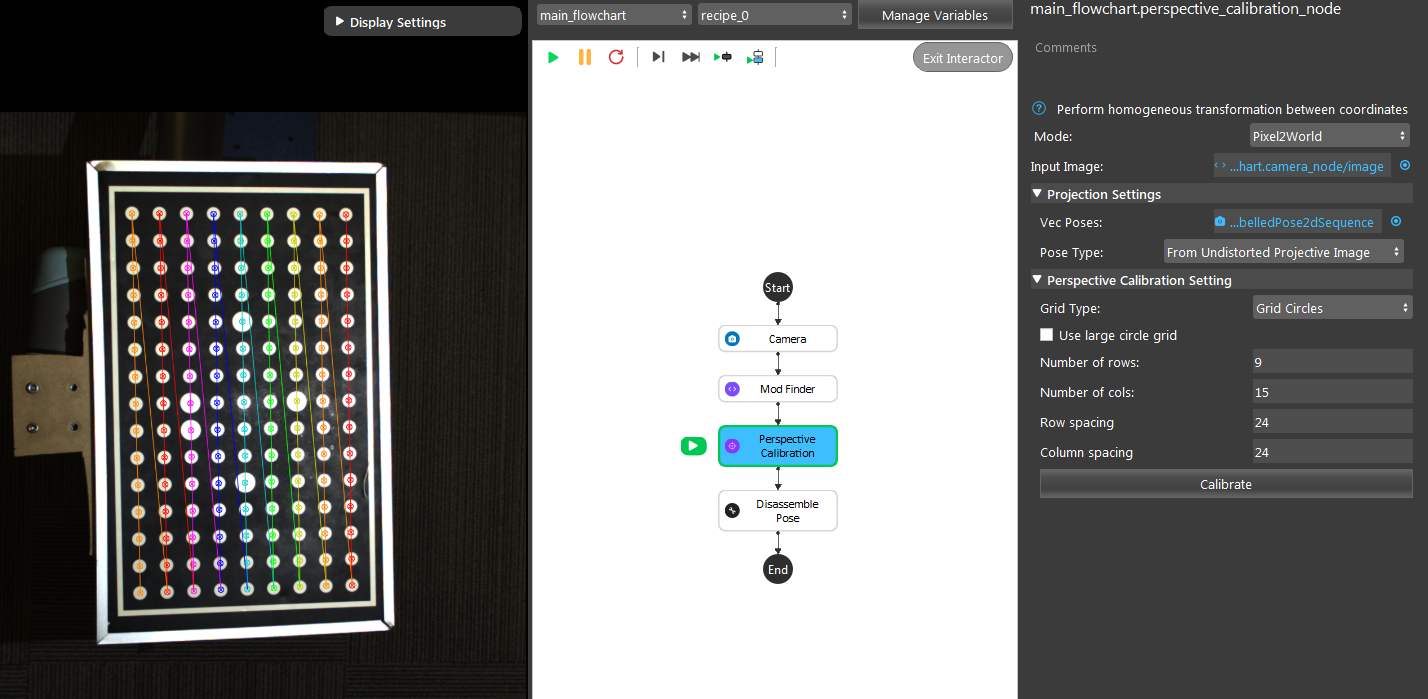 Display Settings
main_flowchart
recipe_0
Manage Variables
Exit Interactor
Start
Camera
Mod Finder
Perspective
Calibration
Disassemble
Pose
End
main_flowchart.perspective_calibration_node
Comments
Perform homogeneous transformation between coordinates
Mode:
Pixel2World
Input Image:
...hart.camera_node/image
Projection Settings
Vec Poses:
...belledPose2dSequence
Pose Type:
From Undistorted Projective Image
Perspective Calibration Setting
Grid Type:
Grid Circles
Use large circle grid
Number of rows:
9
Number of cols:
15
Row spacing
24
Column spacing
24
Calibrate